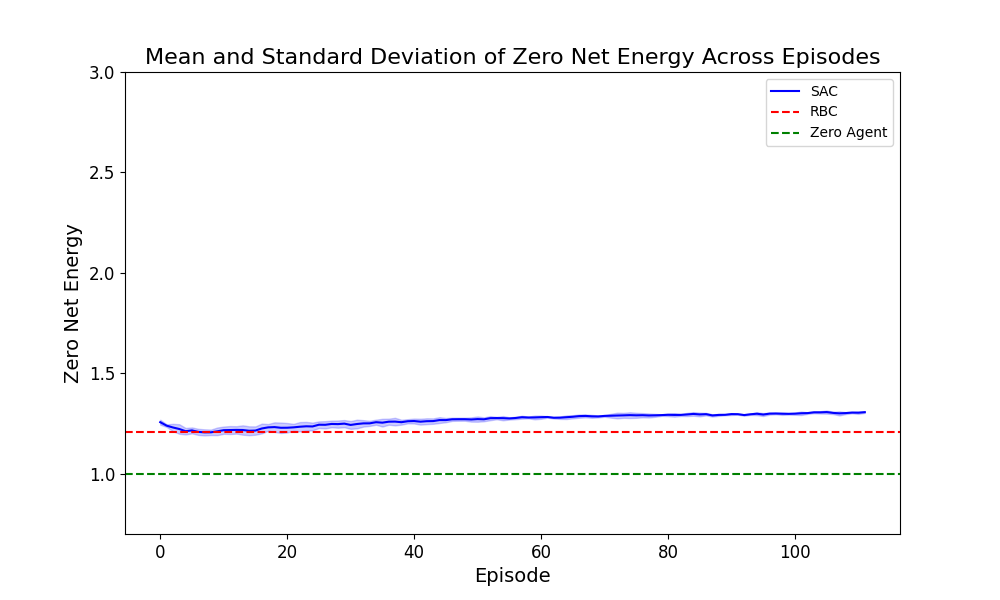 Mean and Standard Deviation of Zero Net Energy Across Episodes
3.0
SAC
RBC
Zero Agent
2.5
2.0
1.5
1.0
Zero Net Energy
0 20 40 60 80 100
Episode